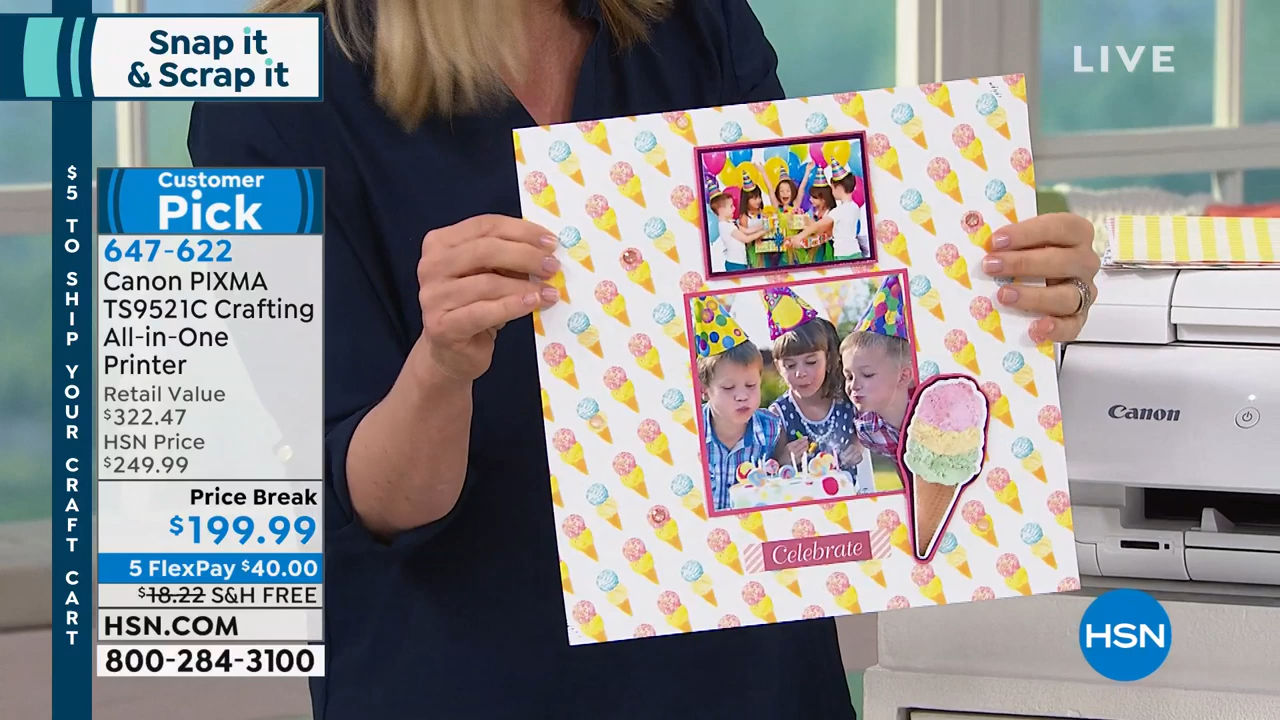 Snap it
& Scrap it
LIVE
$5 TO SHIP YOUR CRAFT CART
Customer
Pick
647-622
Canon PIXMA
TS9521C Crafting
All-in-One
Printer
Retail Value
$322.47
HSN Price
$249.99
Price Break
$199.99
5 FlexPay $40.00
$18.22 S&H FREE
HSN.COM
800-284-3100
Celebrate
Canon
HSN